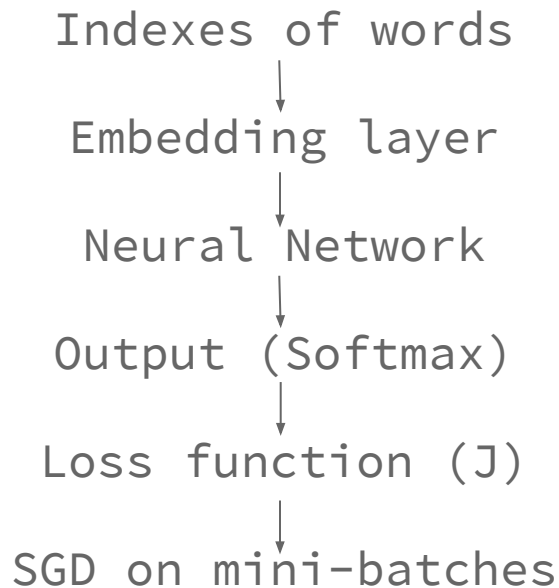 Indexes of words
Embedding layer
Neural Network
Output (Softmax)
Loss function (J)
SGD on mini-batches